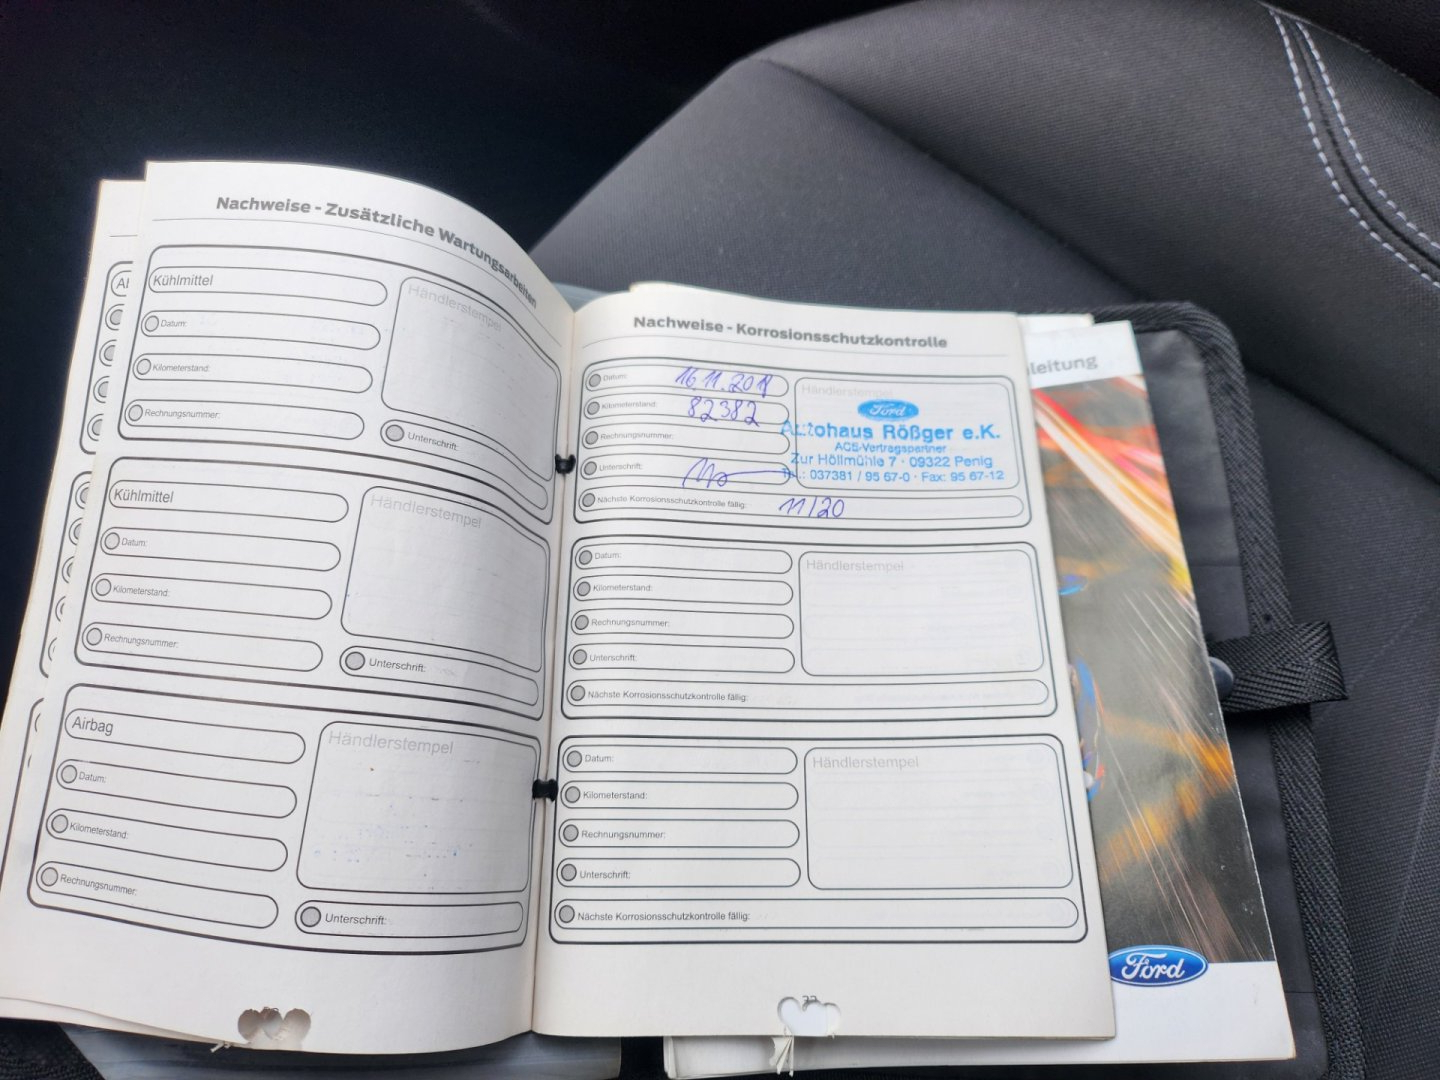 Nachweise - Zusätzliche Wartungsarbeiten
Kühlmittel
Händlerstempel
Datum:
Kilometerstand:
Rechnungsnummer:
Unterschrift:
Kühlmittel
Händlerstempel
Datum:
Kilometerstand:
Rechnungsnummer:
Unterschrift:
Airbag
Händlerstempel
Datum:
Kilometerstand:
Rechnungsnummer:
Unterschrift:
Nachweise - Korrosionsschutzkontrolle
Datum:
Händlerstempel
Kilometerstand: 82382
Ford
Rechnungsnummer:
Autohaus Rößger e.K.
ACE-Vertragspartner
Zur Höllmühle 7 · 09322 Penig
Unterschrift:
Tel.: 037381 / 95 67-0 · Fax: 95 67-12
Nächste Korrosionsschutzkontrolle fällig: 11/20
Datum:
Händlerstempel
Kilometerstand:
Rechnungsnummer:
Unterschrift:
Nächste Korrosionsschutzkontrolle fällig:
Datum:
Händlerstempel
Kilometerstand:
Rechnungsnummer:
Unterschrift:
Nächste Korrosionsschutzkontrolle fällig:
leitung
Ford